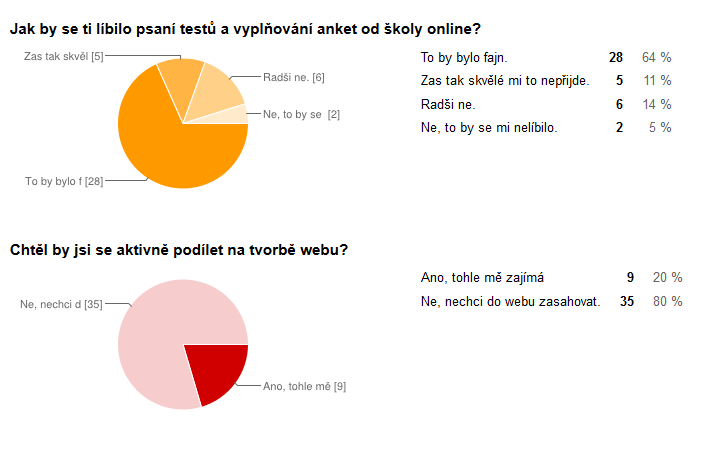 Jak by se ti líbilo psaní testů a vyplňování anket od školy online?
Zas tak skvěl [5]
Radši ne. [6]
Ne, to by se [2]
To by bylo f [28]
To by bylo fajn. 28 64 %
Zas tak skvělé mi to nepřijde. 5 11 %
Radši ne. 6 14 %
Ne, to by se mi nelíbilo. 2 5 %
Chtěl by jsi se aktivně podílet na tvorbě webu?
Ne, nechci d [35]
Ano, tohle mě [9]
Ano, tohle mě zajímá 9 20 %
Ne, nechci do webu zasahovat. 35 80 %